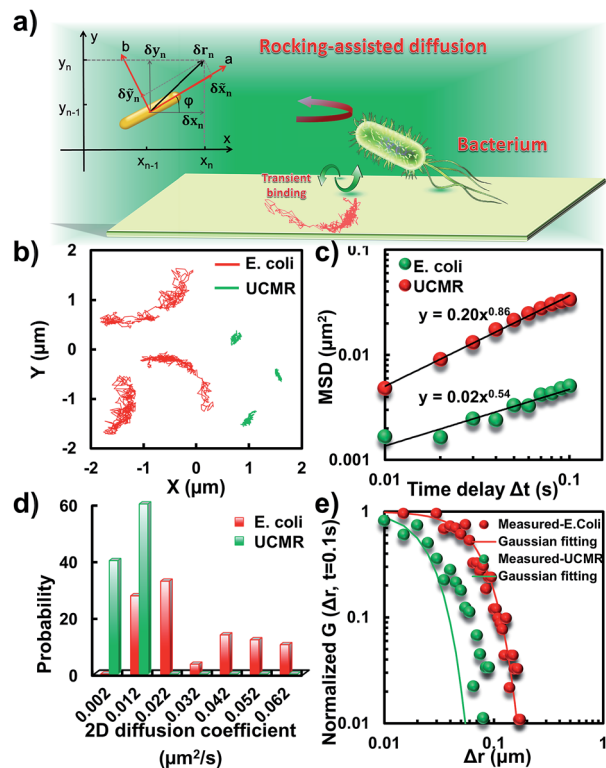 a)
y
b
δyₙ
δrₙ
a
yₙ
δỹₙ
δx̃ₙ
yₙ₋₁
φ
δxₙ
x
xₙ₋₁
xₙ
Rocking-assisted diffusion
Bacterium
Transient
binding
b)
E. coli
UCMR
2
1
0
-1
-2
-2
0
2
Y (μm)
X (μm)
c)
0.1
E. coli
UCMR
y = 0.20x^0.86
0.01
y = 0.02x^0.54
0.001
0.01
0.1
MSD (μm²)
Time delay Δt (s)
d)
60
E. coli
UCMR
40
20
0
Probability
0.002
0.012
0.022
0.032
0.042
0.052
0.062
2D diffusion coefficient
(μm²/s)
e)
1
Measured-E.Coli
Gaussian fitting
Measured-UCMR
Gaussian fitting
0.1
0.01
0.01
0.1
1
Normalized G (Δr, t=0.1s)
Δr (μm)